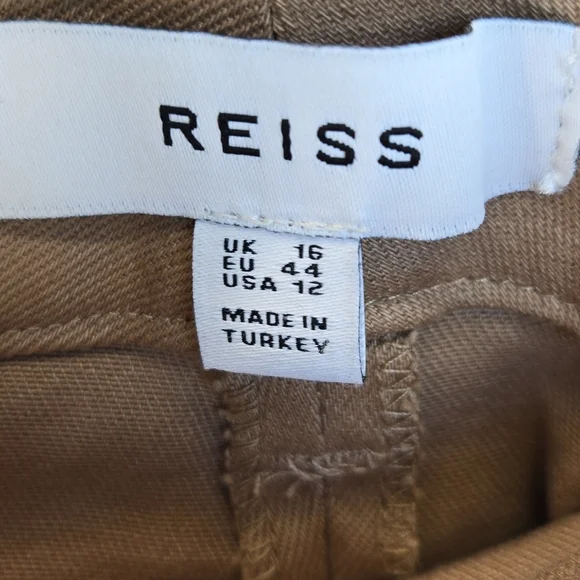 REISS
UK 16
EU 44
USA 12
MADE IN
TURKEY